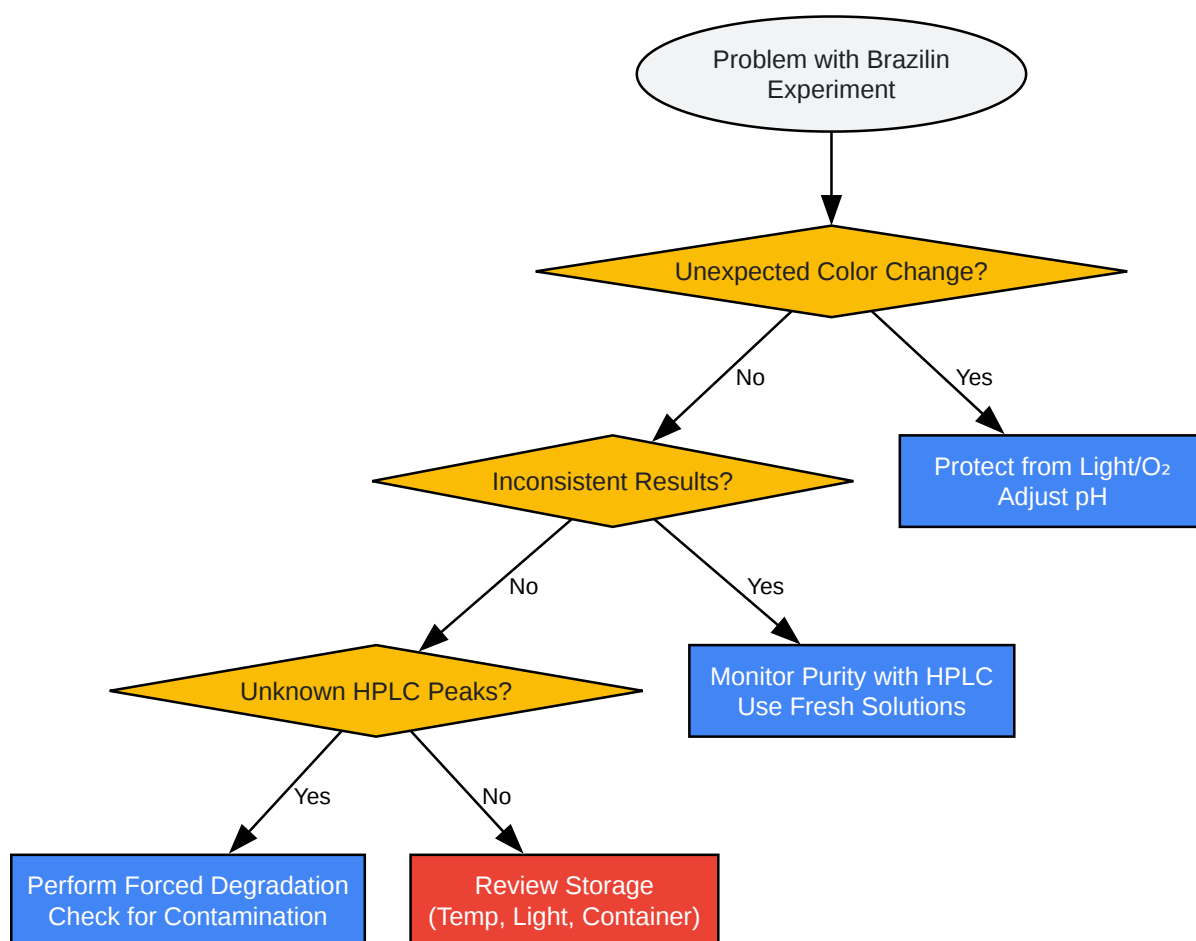 Problem with Brazilin
Experiment
Unexpected Color Change?
No
Yes
Inconsistent Results?
Protect from Light/O₂
Adjust pH
No
Yes
Unknown HPLC Peaks?
Monitor Purity with HPLC
Use Fresh Solutions
Yes
No
Perform Forced Degradation
Check for Contamination
Review Storage
(Temp, Light, Container)